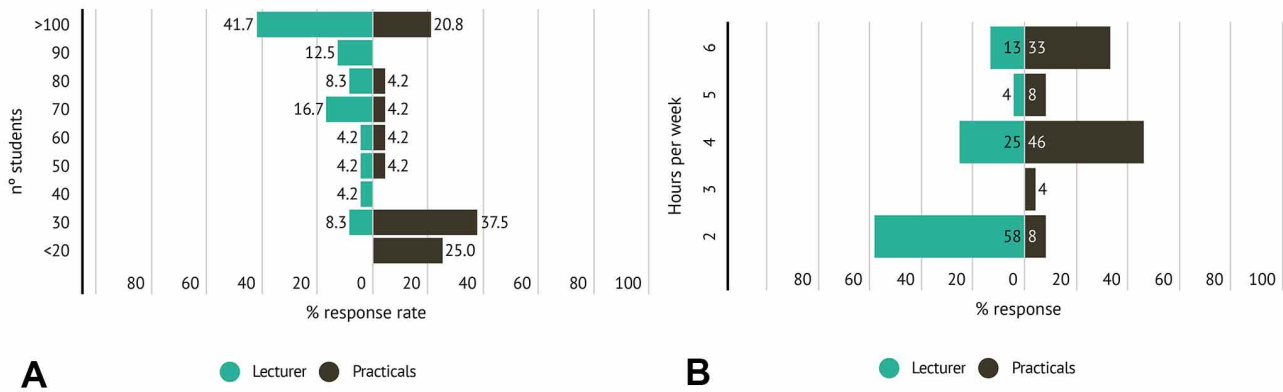 >100 41.7 20.8
90 12.5
80 8.3 4.2
70 16.7 4.2
60 4.2 4.2
50 4.2 4.2
40 4.2
30 8.3 37.5
<20 25.0
nº students
80 60 40 20 0 20 40 60 80 100
% response rate
A
Lecturer Practicals
6 13 33
5 4 8
4 25 46
3 4
2 58 8
Hours per week
80 60 40 20 0 20 40 60 80 100
% response
B
Lecturer Practicals